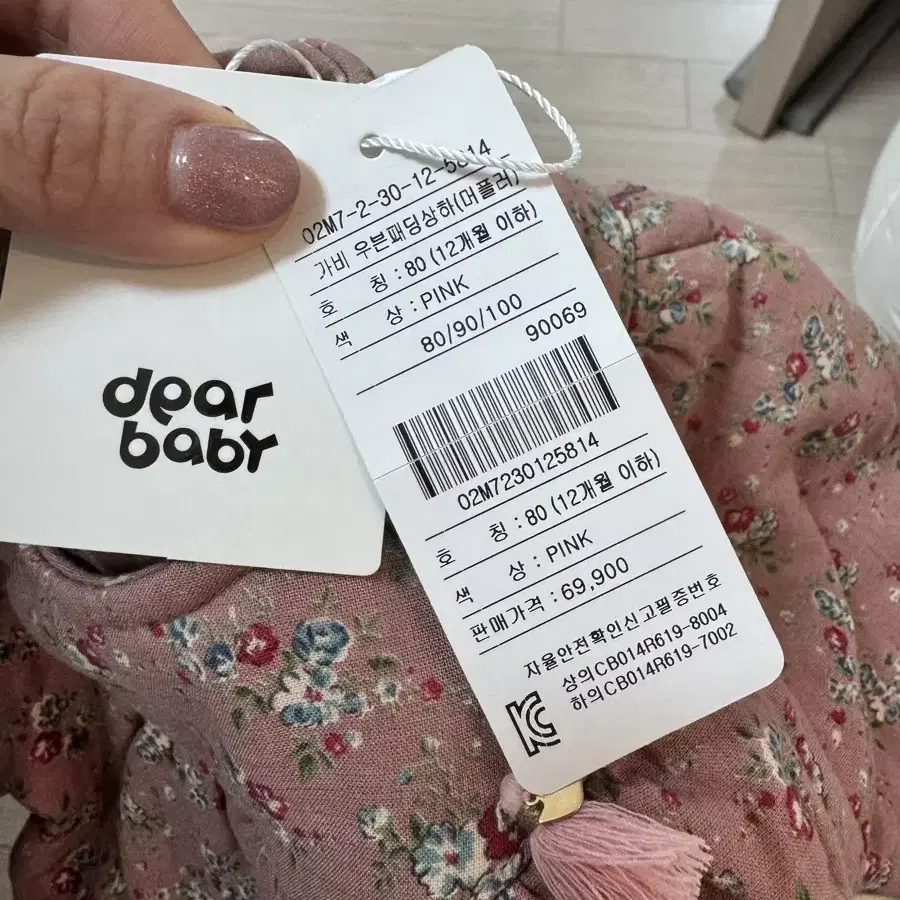 dear
baby
02M7-2-30-12-5814
가비 우븐패딩상하(머플러)
호 칭 : 80 (12개월 이하)
색 상 : PINK
80/90/100
90069
02M7230125814
호 칭 : 80 (12개월 이하)
색 상 : PINK
판매가격 : 69,900
자율안전확인신고필증번호
상의CB014R619-8004
하의CB014R619-7002